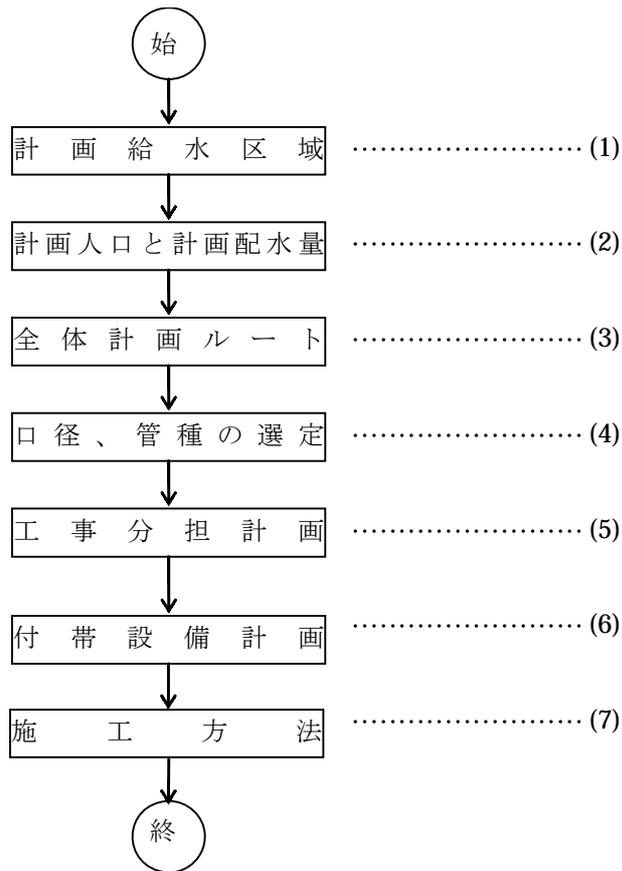 始
計画給水区域 ……………………… (1)
計画人口と計画配水量 ……………………… (2)
全体計画ルート ……………………… (3)
口径、管種の選定 ……………………… (4)
工事分担計画 ……………………… (5)
付帯設備計画 ……………………… (6)
施工方法 ……………………… (7)
終